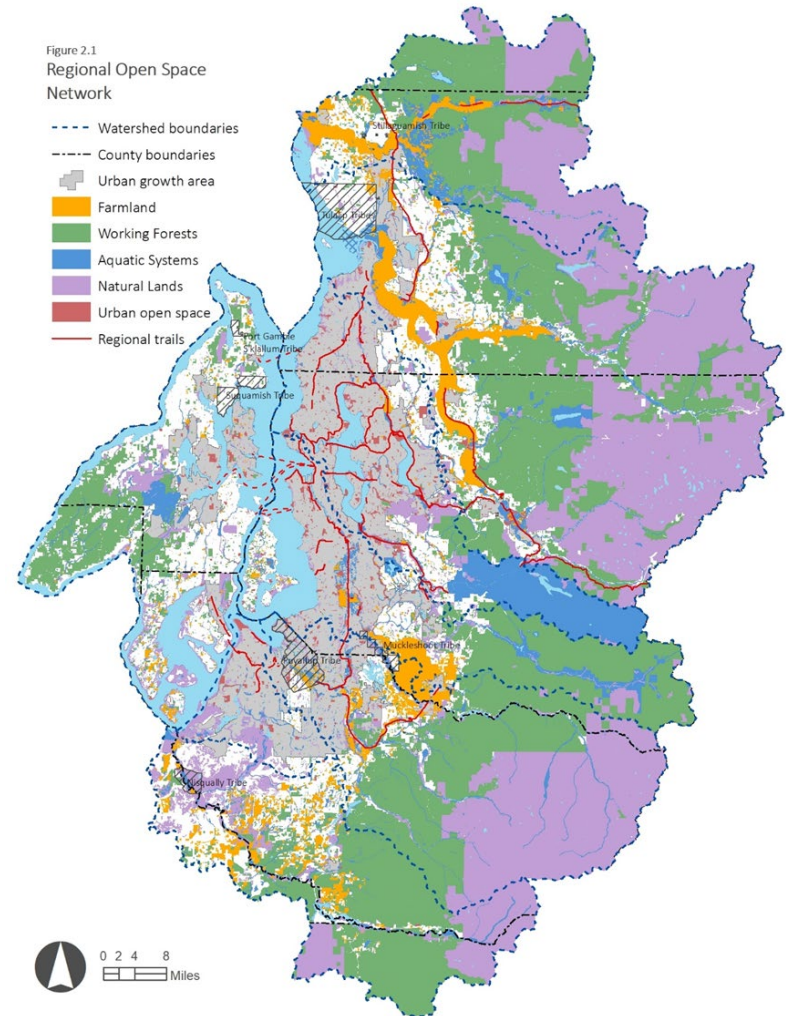 Figure 2.1
Regional Open Space
Network
Watershed boundaries
County boundaries
Urban growth area
Farmland
Working Forests
Aquatic Systems
Natural Lands
Urban open space
Regional trails
Stillaguamish Tribe
Tulalip Tribes
Port Gamble
S'klallum Tribe
Suquamish Tribe
Muckleshoot Tribe
Puyallup Tribe
Nisqually Tribe
0 2 4 8
Miles